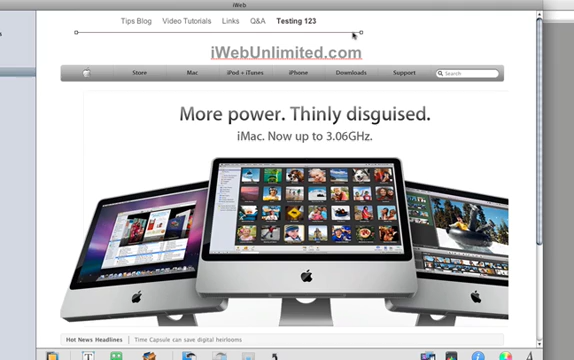 iWeb
Tips Blog Video Tutorials Links Q&A Testing 123
iWebUnlimited.com
Store Mac iPod + iTunes iPhone Downloads Support Search
More power. Thinly disguised.
iMac. Now up to 3.06GHz.
Hot News Headlines Time Capsule can save digital heirlooms